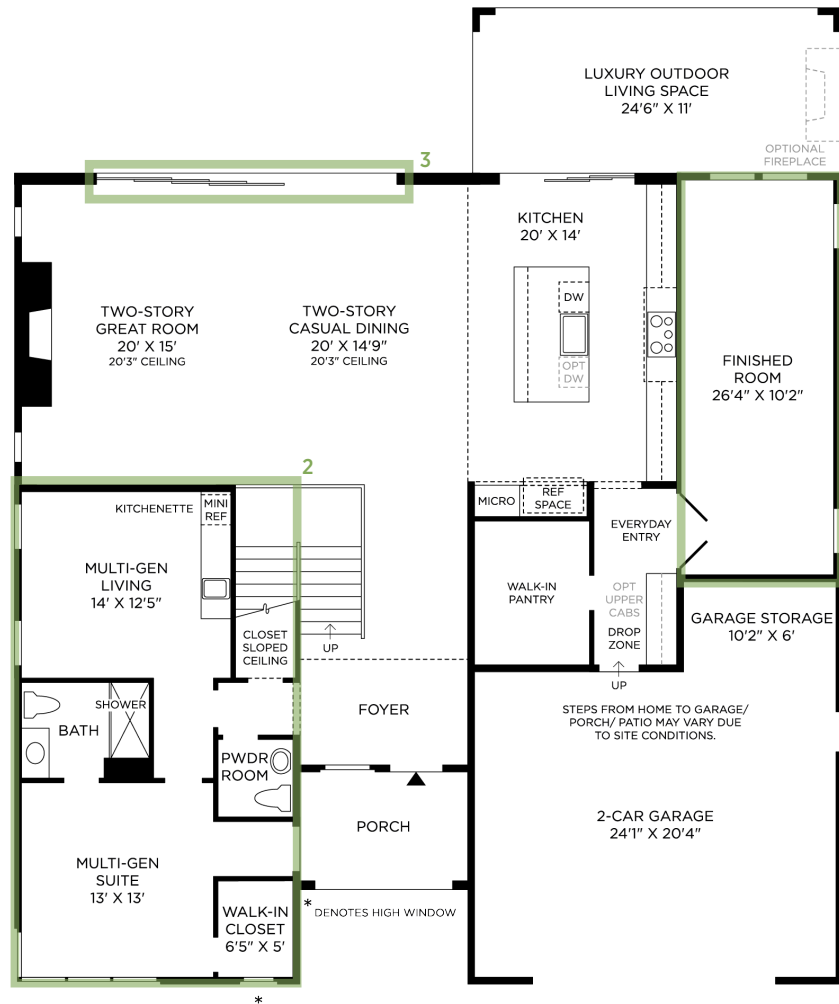 LUXURY OUTDOOR
LIVING SPACE
24'6" X 11'
OPTIONAL
FIREPLACE
3
KITCHEN
20' X 14'
DW
OPT
DW
TWO-STORY
GREAT ROOM
20' X 15'
20'3" CEILING
TWO-STORY
CASUAL DINING
20' X 14'9"
20'3" CEILING
FINISHED
ROOM
26'4" X 10'2"
2
KITCHENETTE
MINI
REF
MICRO
REF
SPACE
EVERYDAY
ENTRY
MULTI-GEN
LIVING
14' X 12'5"
WALK-IN
PANTRY
OPT
UPPER
CABS
DROP
ZONE
UP
GARAGE STORAGE
10'2" X 6'
CLOSET
SLOPED
CEILING
UP
SHOWER
BATH
FOYER
STEPS FROM HOME TO GARAGE/
PORCH/ PATIO MAY VARY DUE
TO SITE CONDITIONS.
PWDR
ROOM
PORCH
2-CAR GARAGE
24'1" X 20'4"
MULTI-GEN
SUITE
13' X 13'
WALK-IN
CLOSET
6'5" X 5'
* DENOTES HIGH WINDOW
*